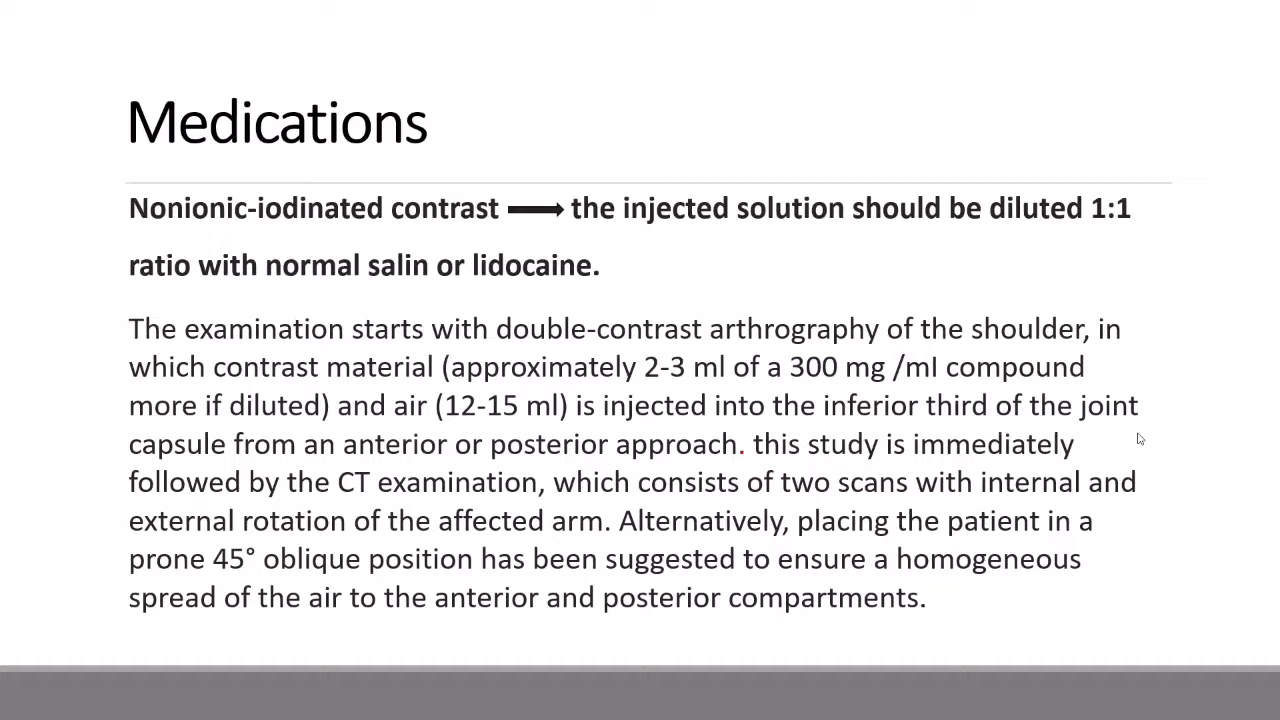 Medications
Nonionic-iodinated contrast ⟶ the injected solution should be diluted 1:1
ratio with normal salin or lidocaine.
The examination starts with double-contrast arthrography of the shoulder, in
which contrast material (approximately 2-3 ml of a 300 mg /ml compound
more if diluted) and air (12-15 ml) is injected into the inferior third of the joint
capsule from an anterior or posterior approach. this study is immediately
followed by the CT examination, which consists of two scans with internal and
external rotation of the affected arm. Alternatively, placing the patient in a
prone 45° oblique position has been suggested to ensure a homogeneous
spread of the air to the anterior and posterior compartments.